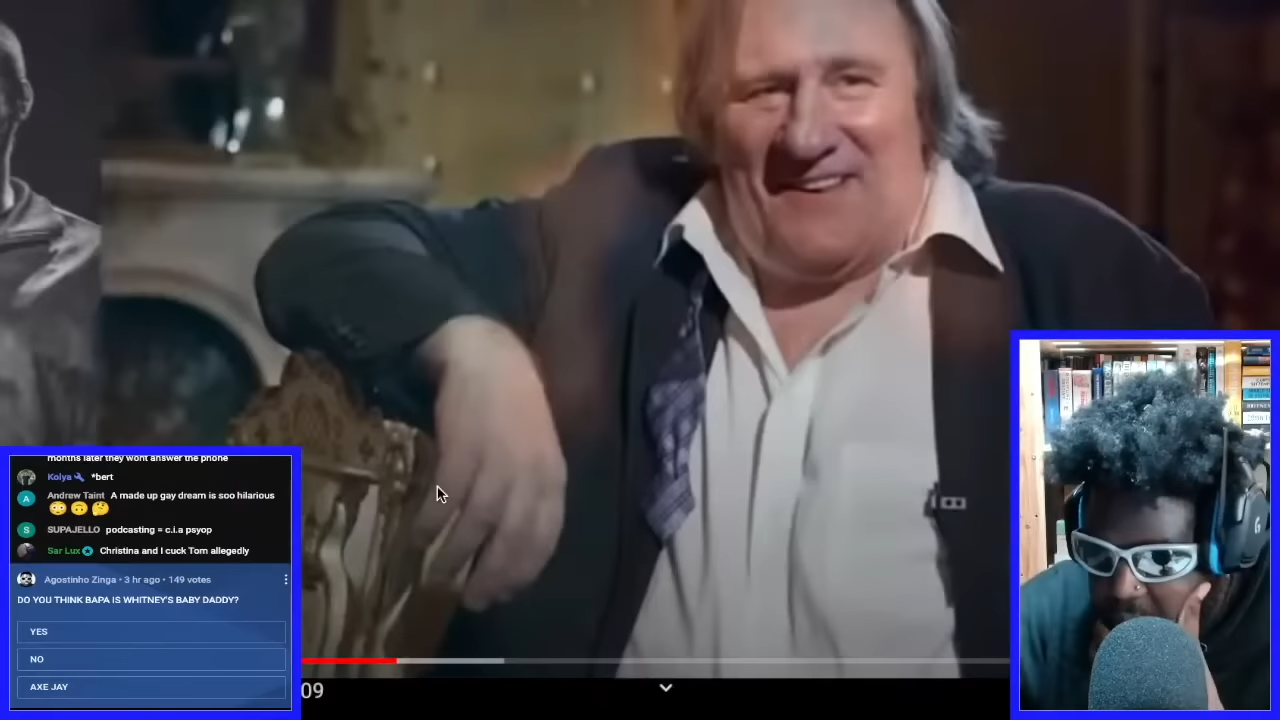 months later they wont answer the phone
Kolya *bert
Andrew Taint A made up gay dream is soo hilarious
SUPAJELLO podcasting = c.i.a psyop
Sar Lux Christina and I cuck Tom allegedly
Agostinho Zinga • 3 hr ago • 149 votes
DO YOU THINK BAPA IS WHITNEY'S BABY DADDY?
YES
NO
AXE JAY
09